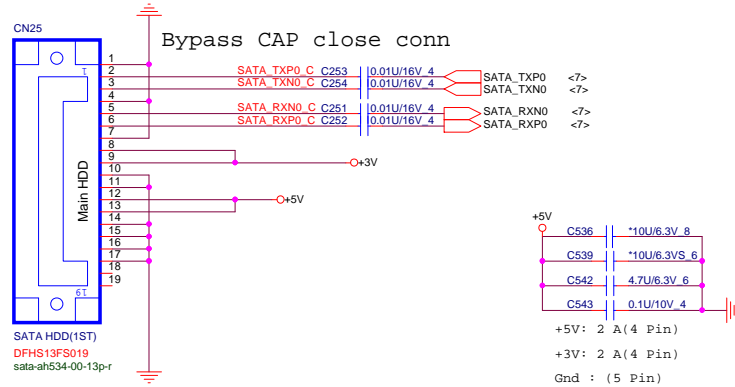 CN25
Bypass CAP close conn
1
2
3
4
5
6
7
8
9
10
11
12
13
14
15
16
17
18
19
1
19
Main HDD
SATA_TXP0_C C253 0.01U/16V_4 SATA_TXP0 <7>
SATA_TXN0_C C254 0.01U/16V_4 SATA_TXN0 <7>
SATA_RXN0_C C251 0.01U/16V_4 SATA_RXN0 <7>
SATA_RXP0_C C252 0.01U/16V_4 SATA_RXP0 <7>
+3V
+5V
SATA HDD(1ST)
DFHS13FS019
sata-ah534-00-13p-r
+5V
C536 *10U/6.3V_8
C539 *10U/6.3VS_6
C542 4.7U/6.3V_6
C543 0.1U/10V_4
+5V: 2 A(4 Pin)
+3V: 2 A(4 Pin)
Gnd : (5 Pin)